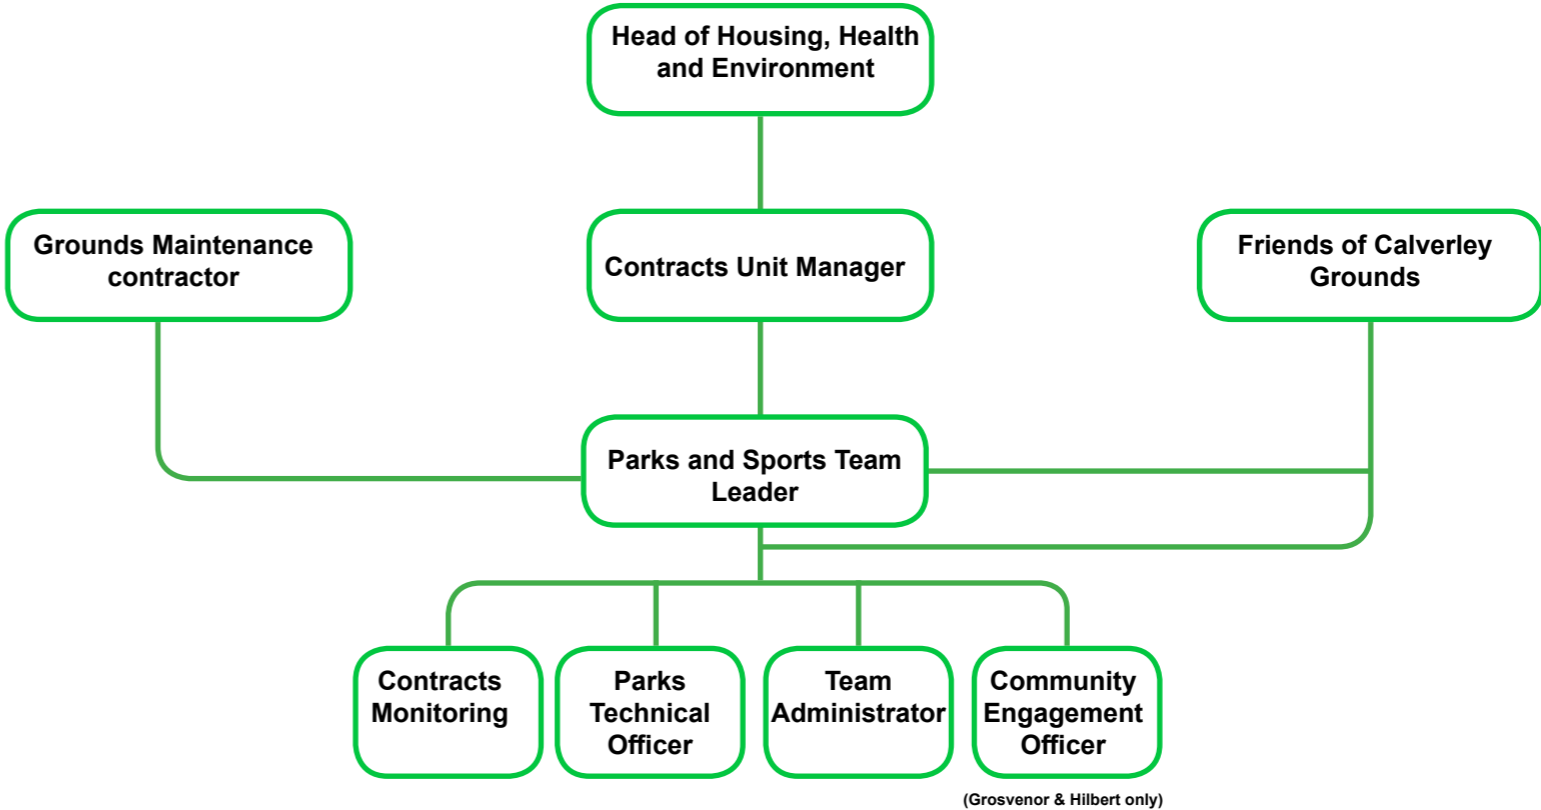 Head of Housing, Health
and Environment
Grounds Maintenance
contractor
Contracts Unit Manager
Friends of Calverley
Grounds
Parks and Sports Team
Leader
Contracts
Monitoring
Parks
Technical
Officer
Team
Administrator
Community
Engagement
Officer
(Grosvenor & Hilbert only)